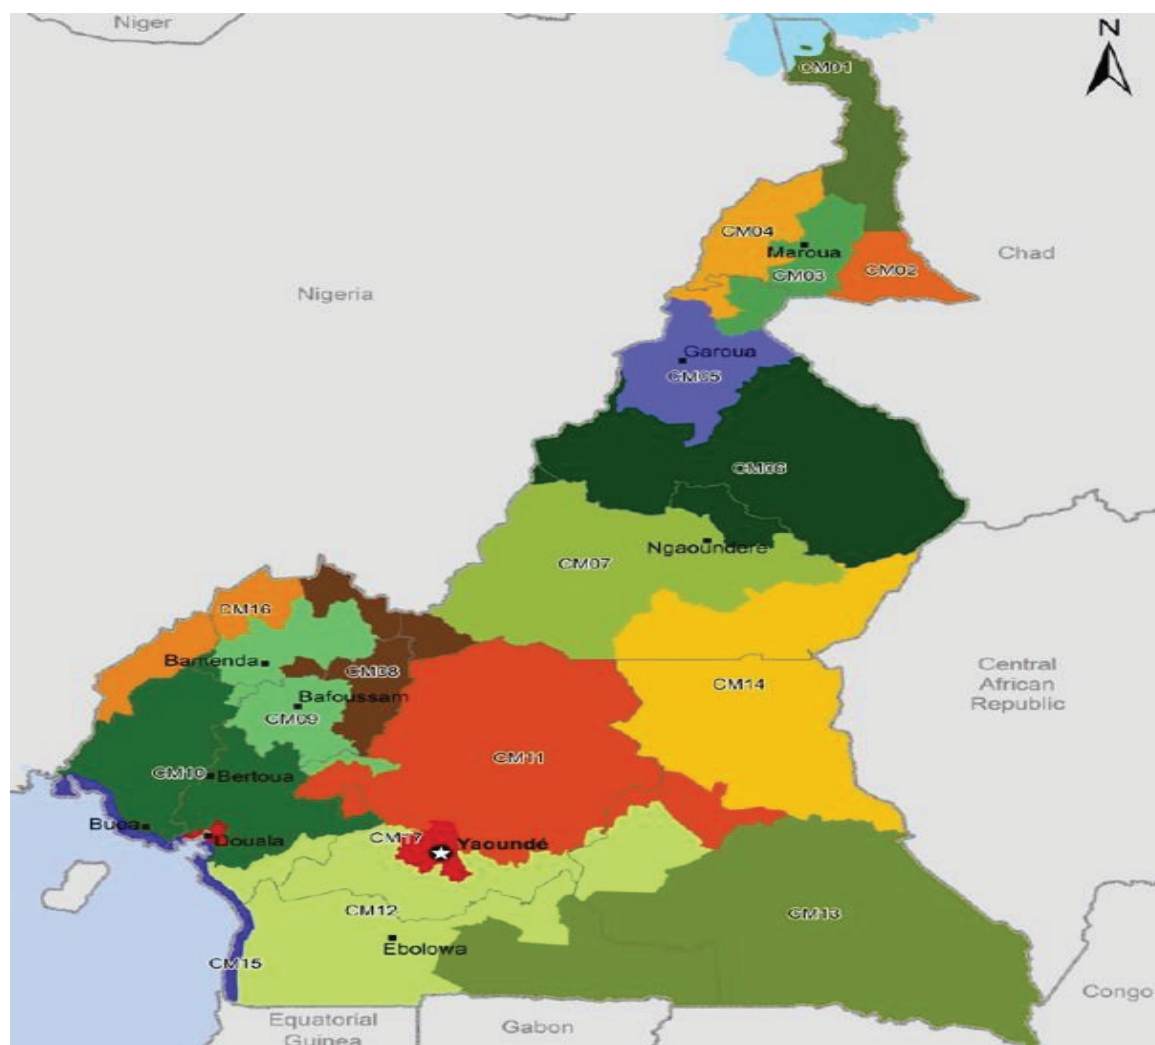 Niger
N
CM01
CM04
Maroua
CM03
CM02
Chad
Nigeria
Garoua
CM05
CM06
Ngaoundere
CM07
CM16
Bamenda
CM08
Bafoussam
CM09
CM14
Central
African
Republic
CM11
CM10
Bertoua
Buea
Douala
CM17
Yaoundé
CM12
CM13
Ebolowa
CM15
Congo
Equatorial
Guinea
Gabon